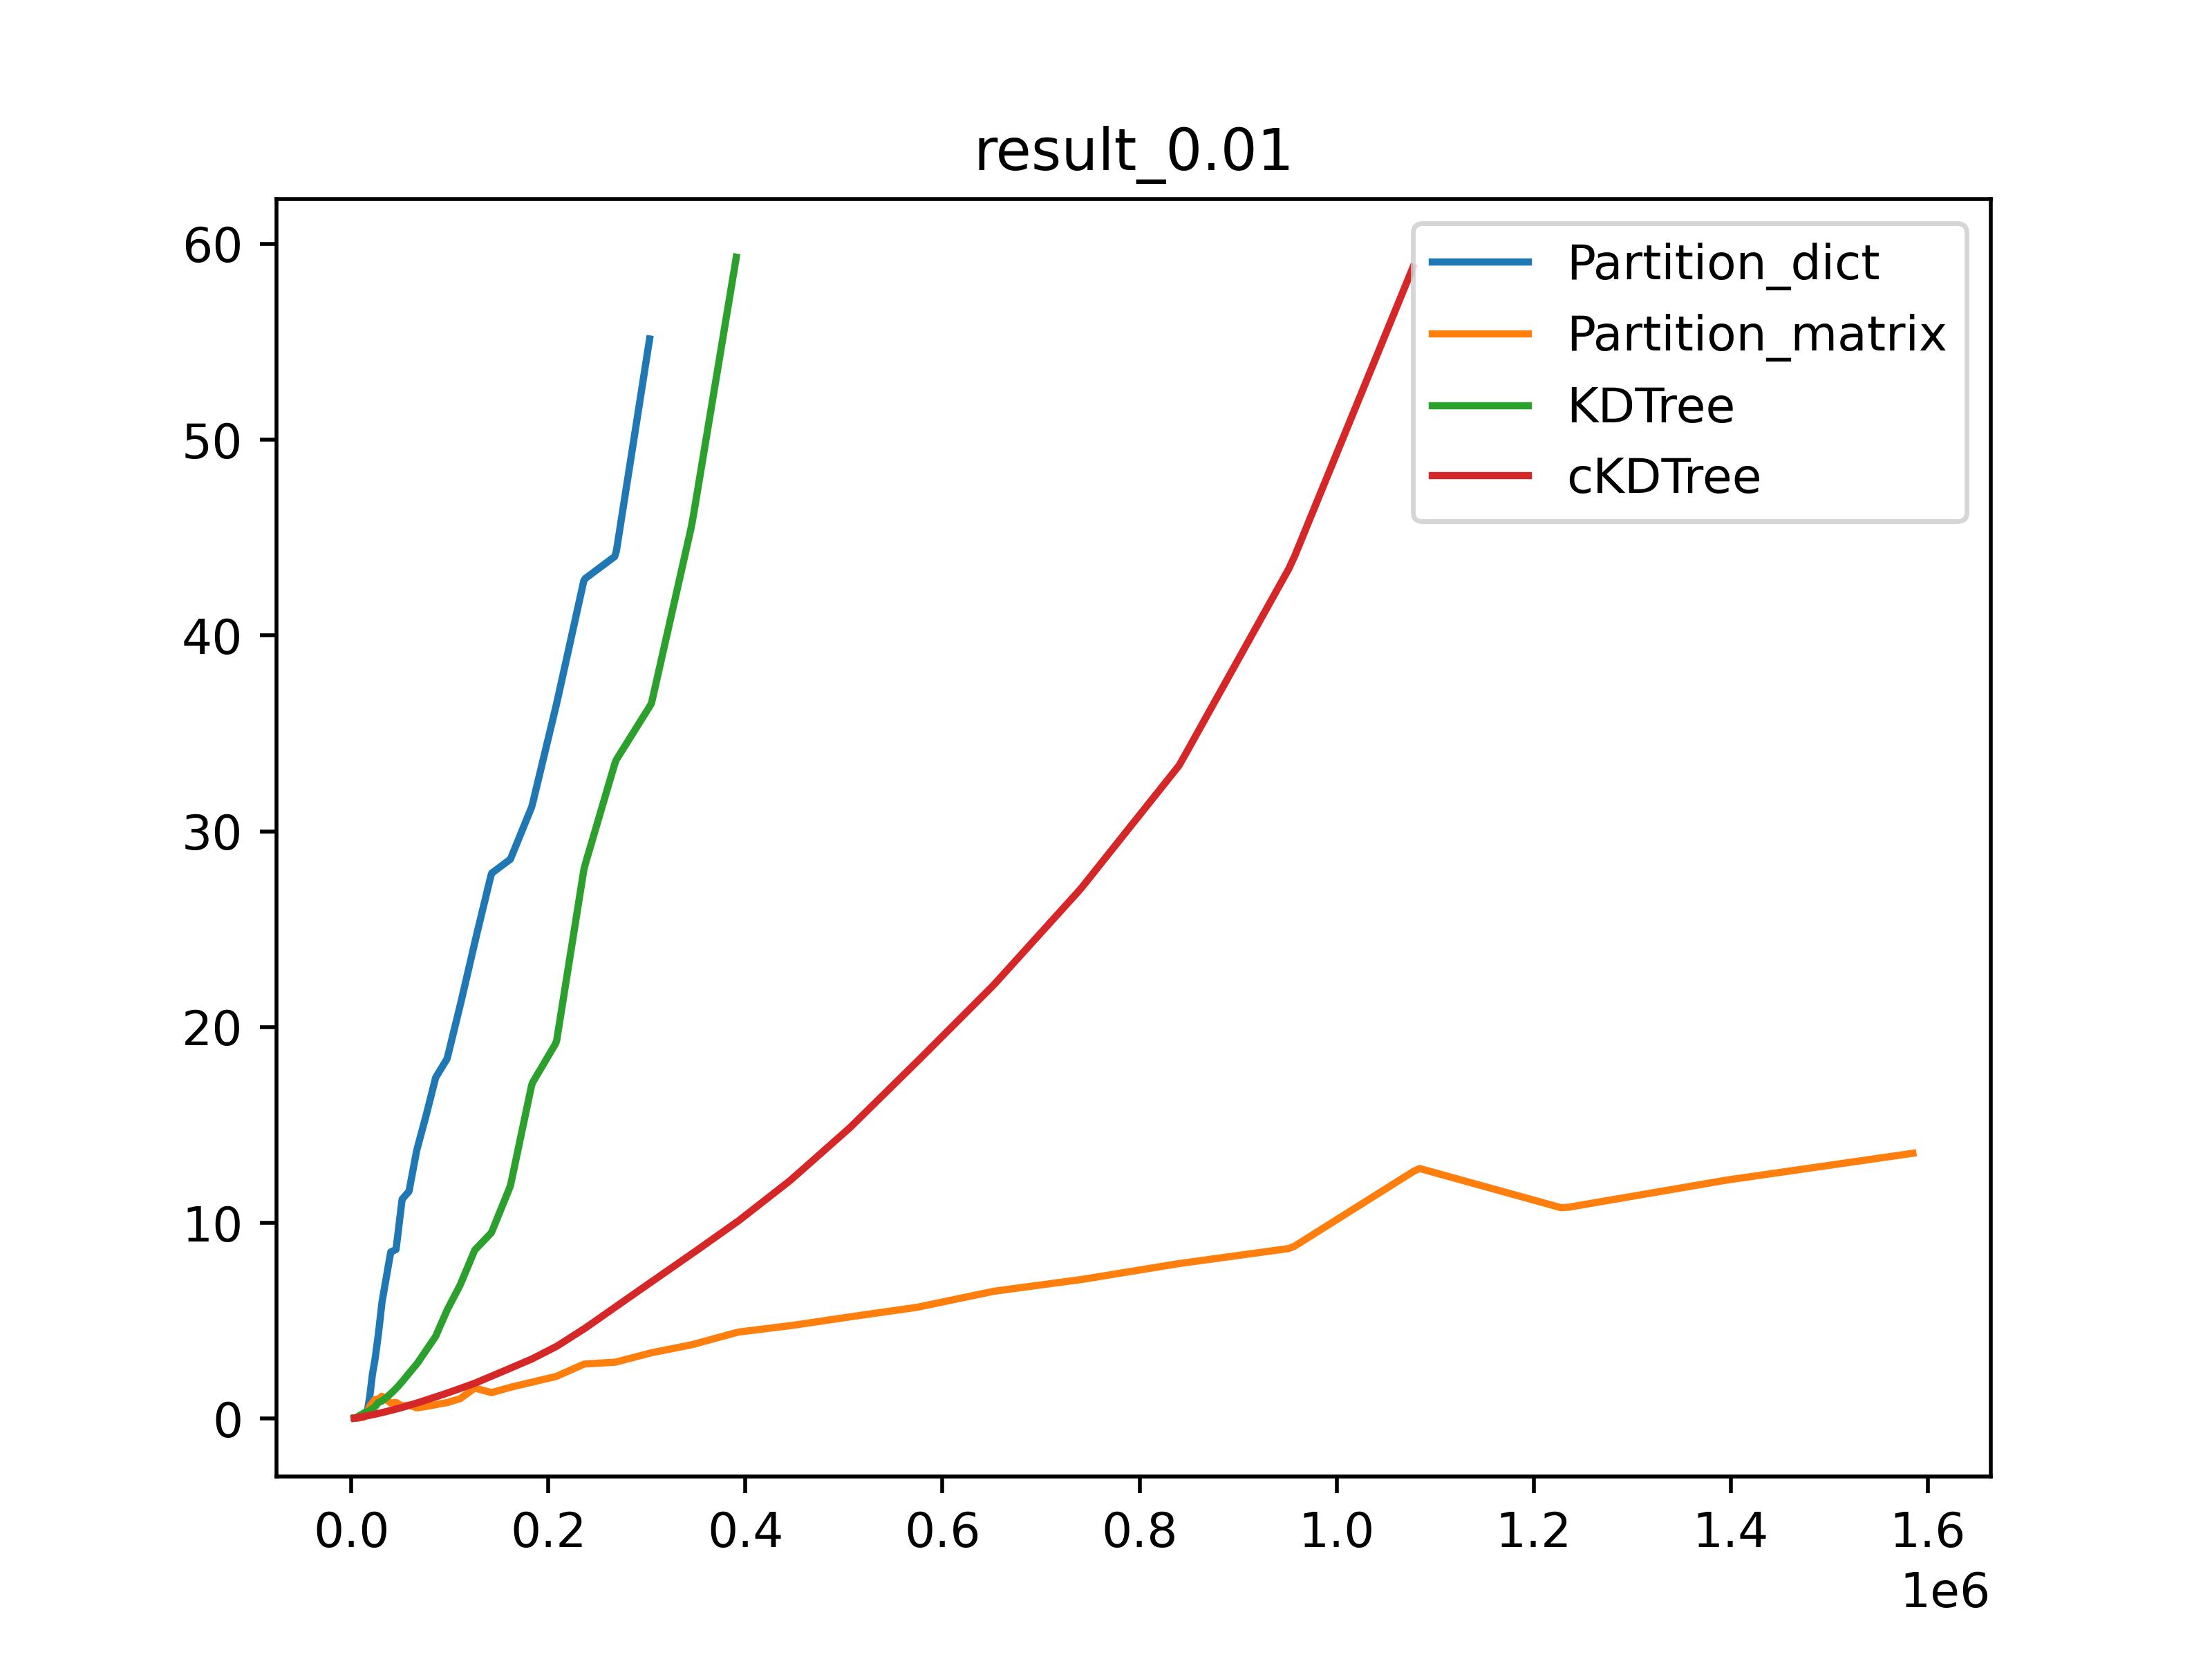 result_0.01
60
50
40
30
20
10
0
Partition_dict
Partition_matrix
KDTree
cKDTree
0.0 0.2 0.4 0.6 0.8 1.0 1.2 1.4 1.6
1e6